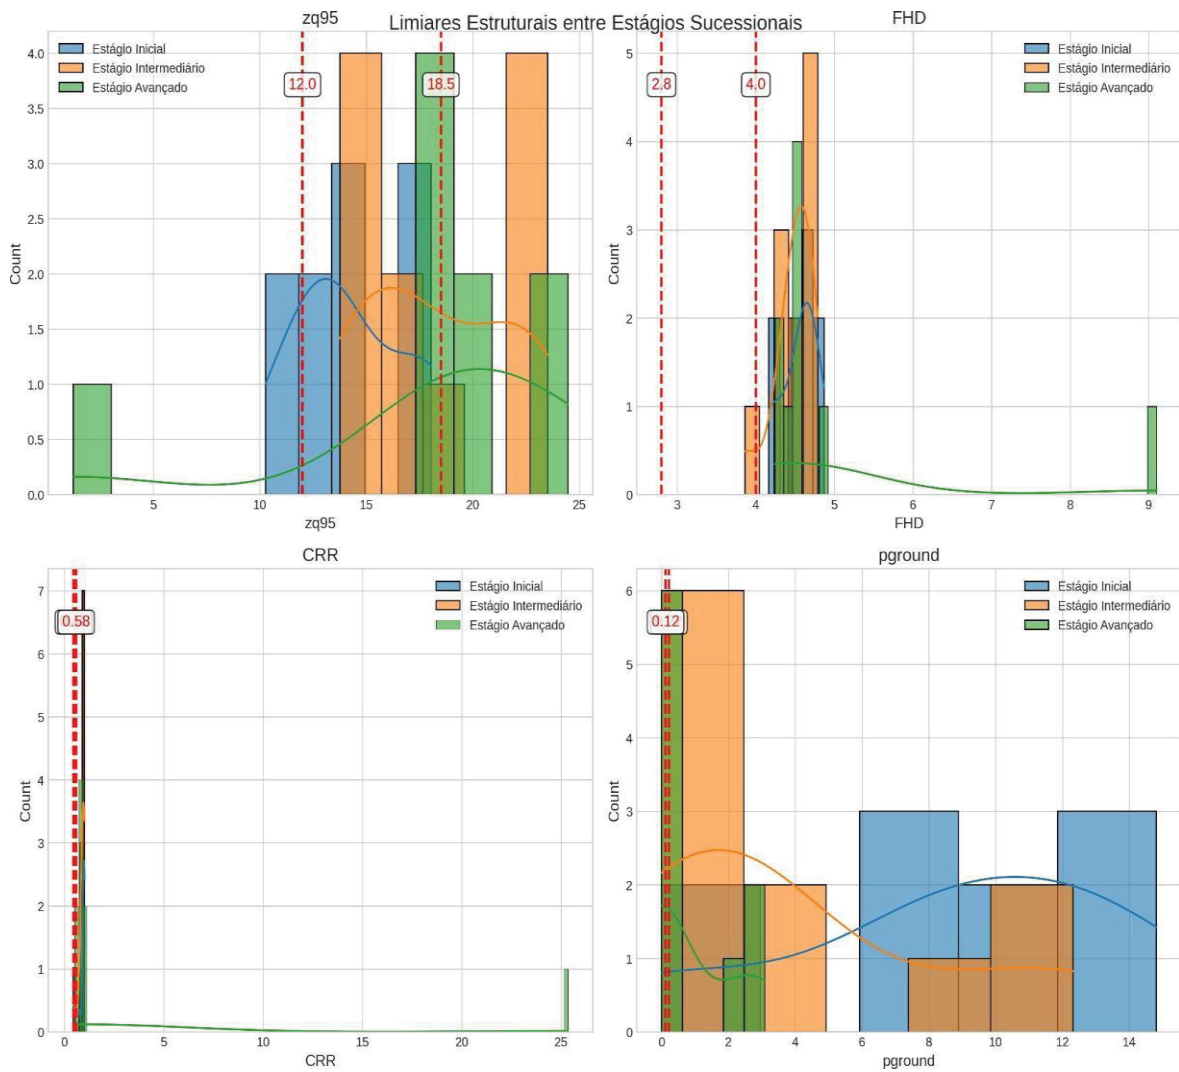 Limiares Estruturais entre Estágios Sucessionais
zq95
Estágio Inicial
Estágio Intermediário
Estágio Avançado
12.0
18.5
4.0
3.5
3.0
2.5
2.0
1.5
1.0
0.5
0.0
Count
5 10 15 20 25
zq95
FHD
Estágio Inicial
Estágio Intermediário
Estágio Avançado
2.8
4.0
5
4
3
2
1
0
Count
3 4 5 6 7 8 9
FHD
CRR
Estágio Inicial
Estágio Intermediário
Estágio Avançado
0.58
7
6
5
4
3
2
1
0
Count
0 5 10 15 20 25
CRR
pground
Estágio Inicial
Estágio Intermediário
Estágio Avançado
0.12
6
5
4
3
2
1
0
Count
0 2 4 6 8 10 12 14
pground